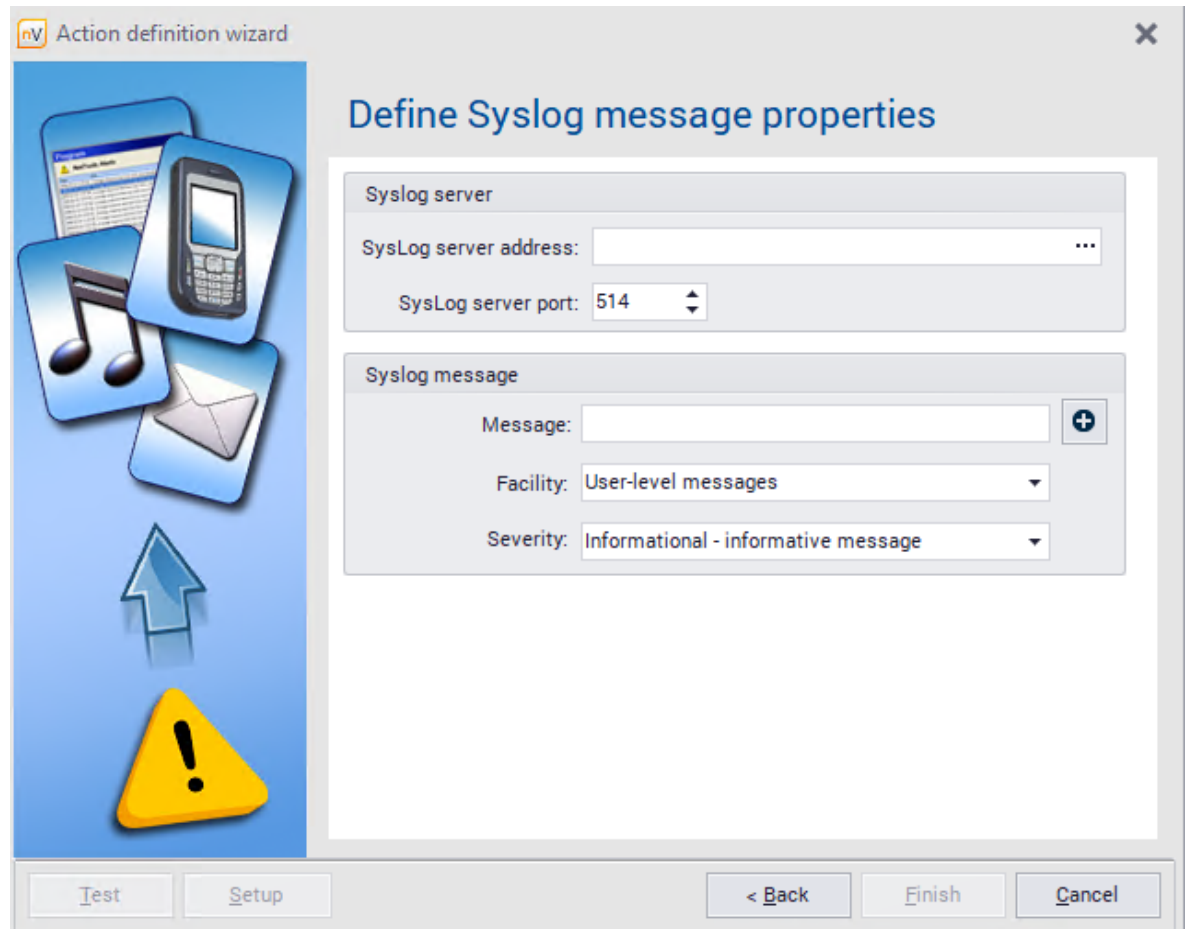 nV Action definition wizard
Define Syslog message properties
Syslog server
SysLog server address:
...
SysLog server port: 514
Syslog message
Message:
Facility: User-level messages
Severity: Informational - informative message
Test Setup < Back Finish Cancel